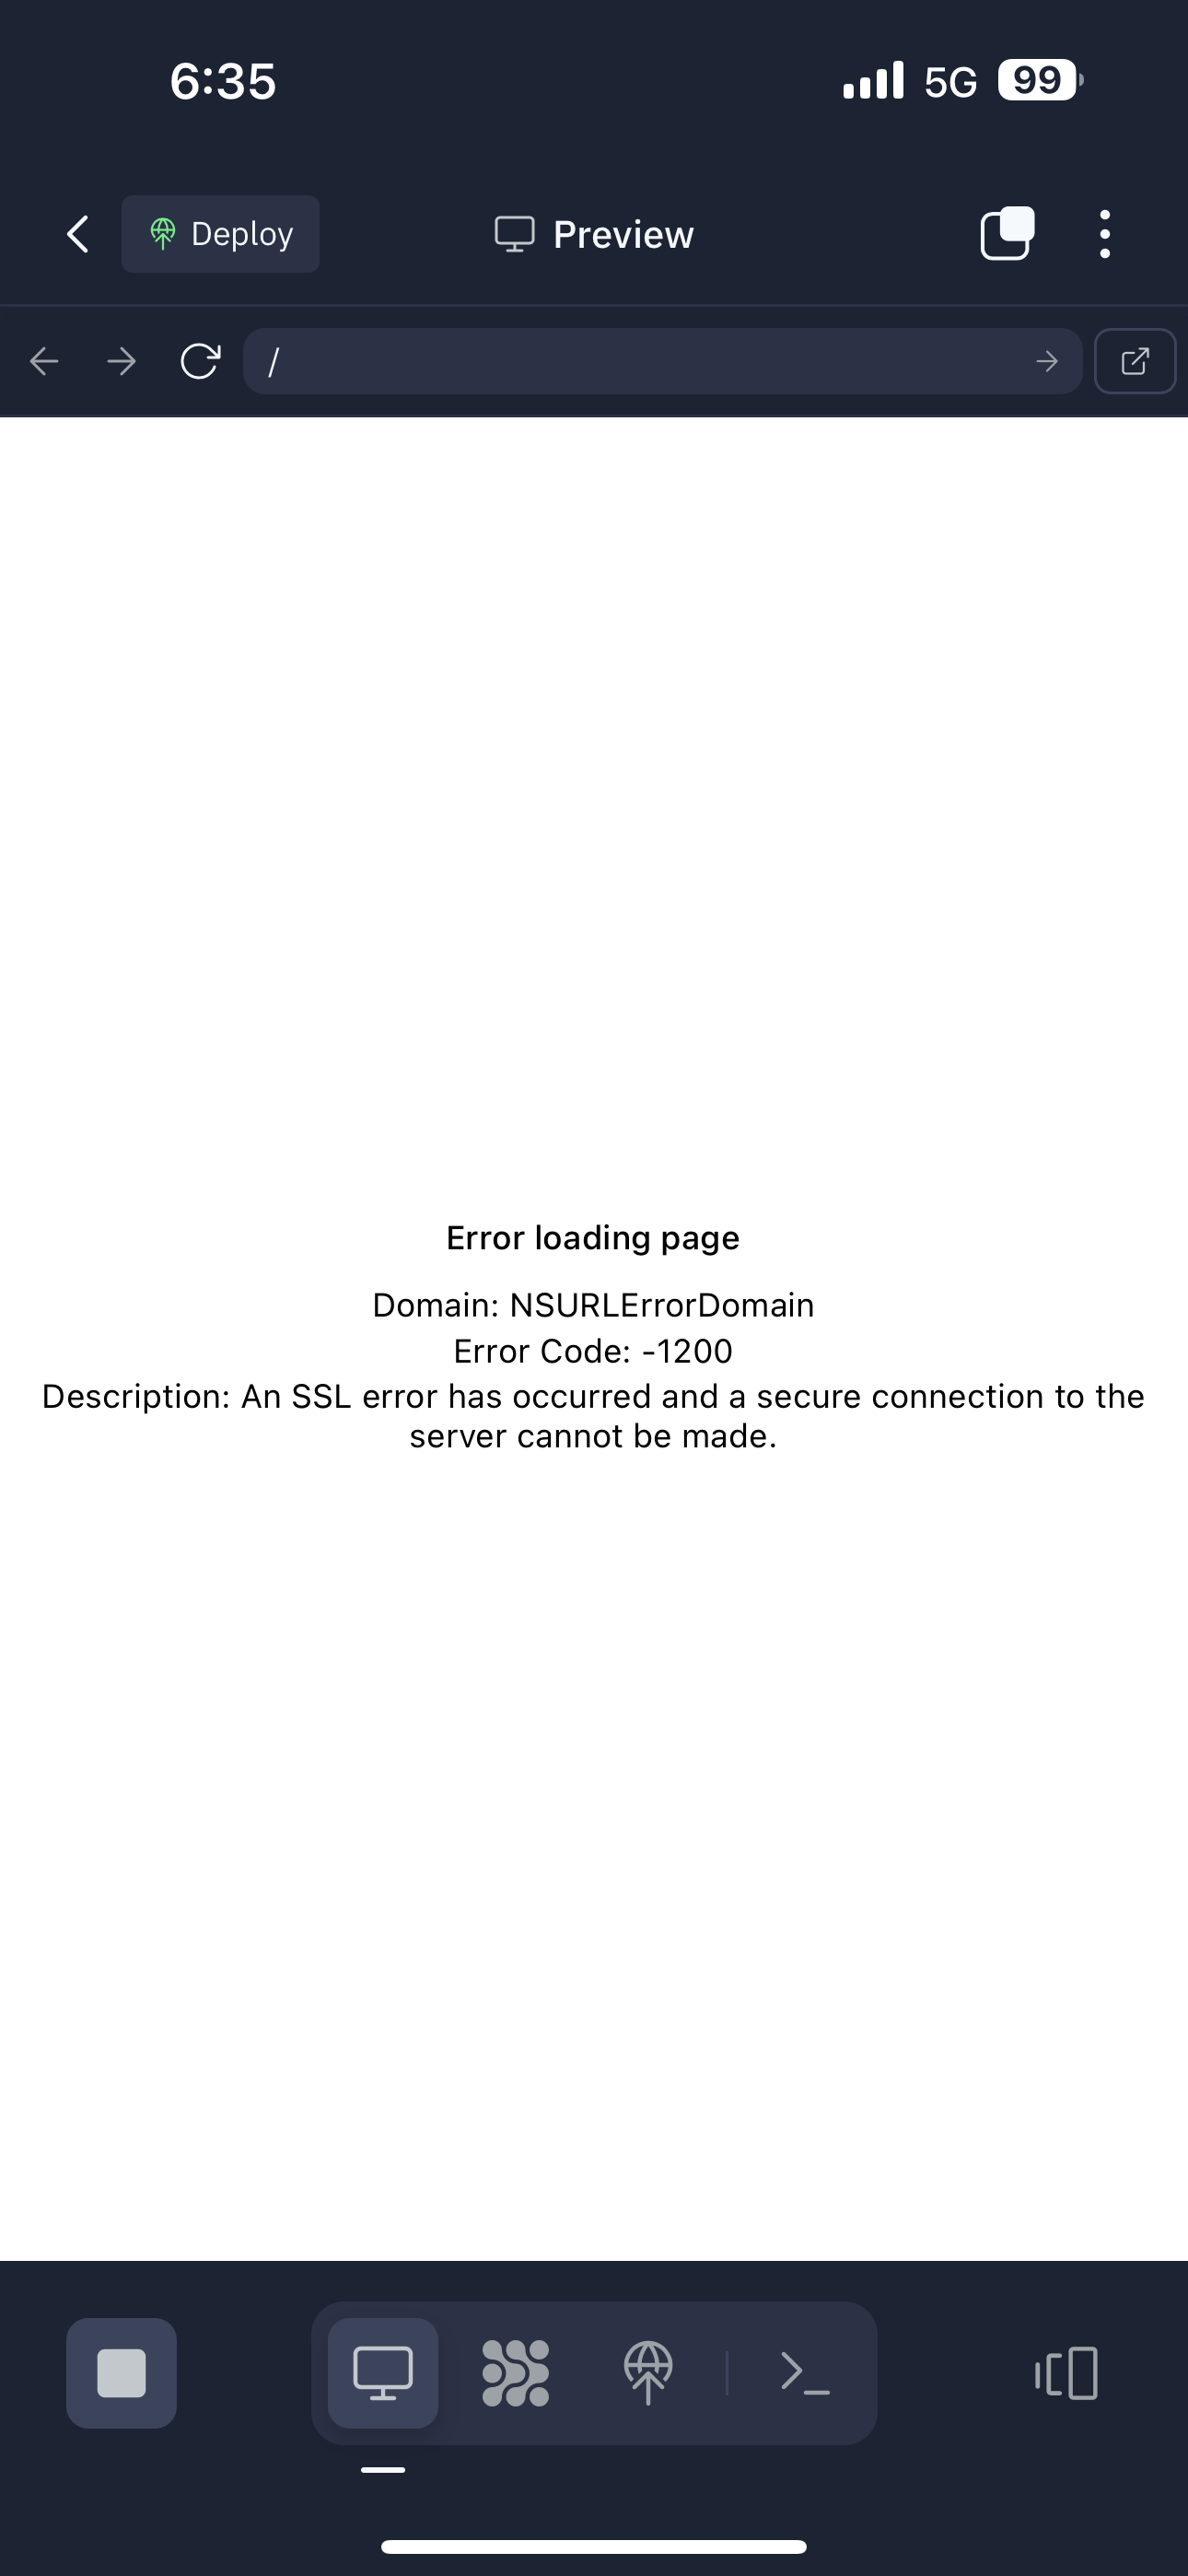 6:35
5G
99
Deploy
Preview
/
Error loading page
Domain: NSURLErrorDomain
Error Code: -1200
Description: An SSL error has occurred and a secure connection to the
server cannot be made.